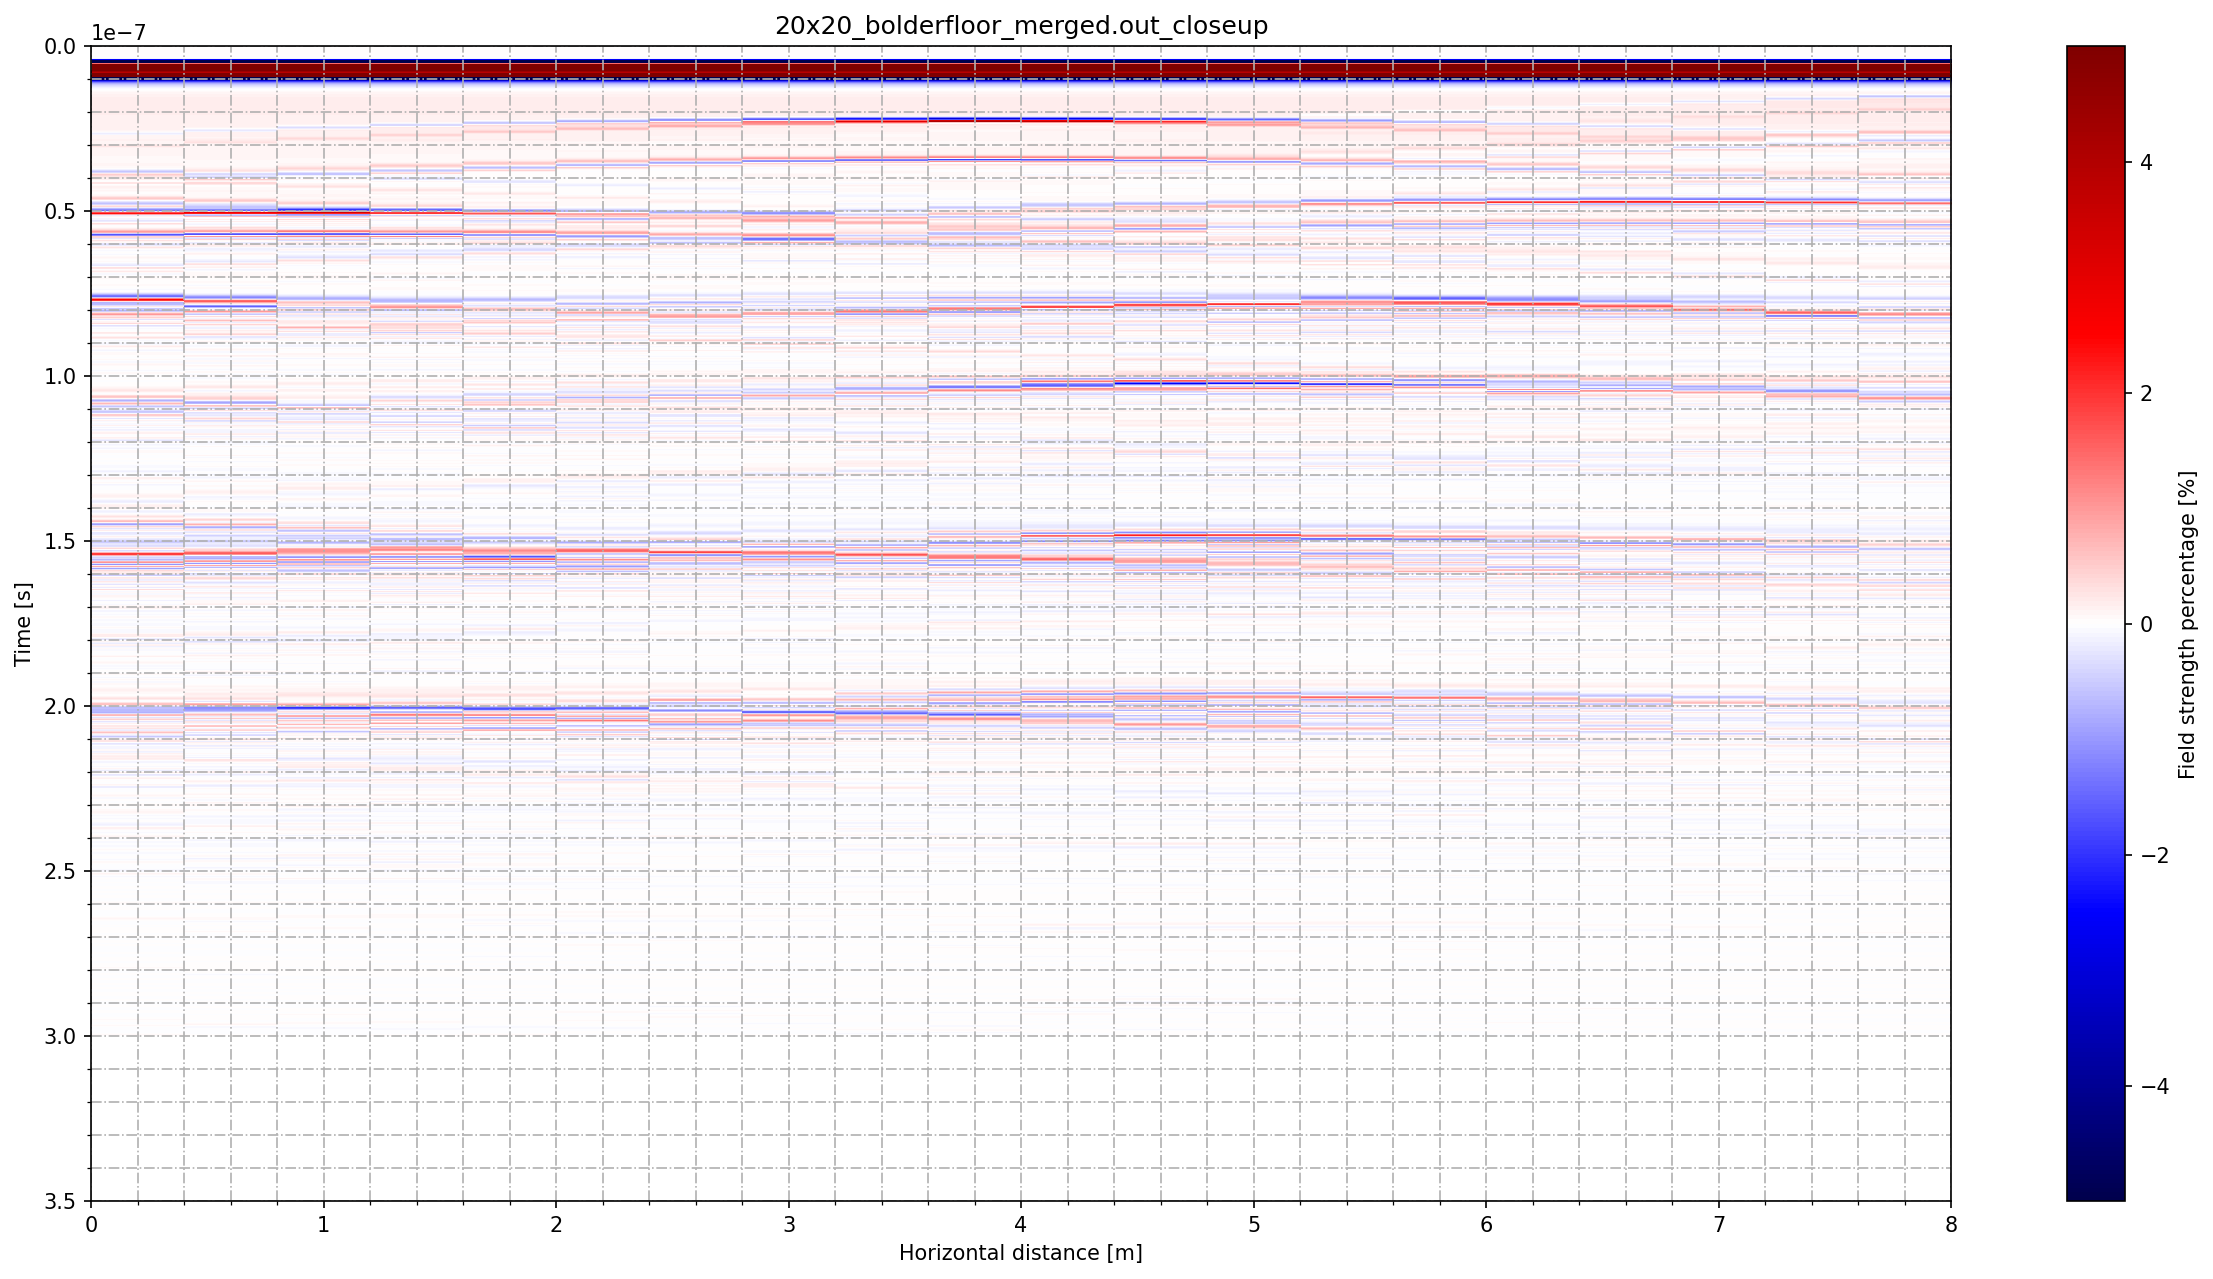 20x20_bolderfloor_merged.out_closeup
1e−7
0.0
0.5
1.0
1.5
2.0
2.5
3.0
3.5
Time [s]
0 1 2 3 4 5 6 7 8
Horizontal distance [m]
4
2
0
−2
−4
Field strength percentage [%]